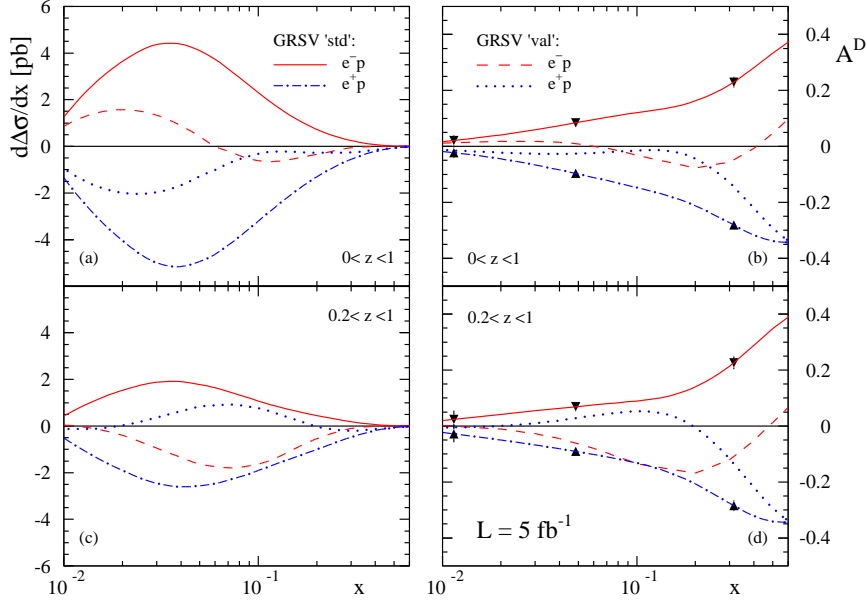 dΔσ/dx [pb]
A^D
4
2
0
-2
-4
GRSV 'std':
e⁻p
e⁺p
(a)
0< z <1
GRSV 'val':
e⁻p
e⁺p
0< z <1
(b)
0.4
0.2
0
-0.2
-0.4
4
2
0
-2
-4
-6
0.2< z <1
(c)
0.2< z <1
L = 5 fb⁻¹
(d)
0.4
0.2
0
-0.2
-0.4
10⁻²
10⁻¹
x
10⁻²
10⁻¹
x